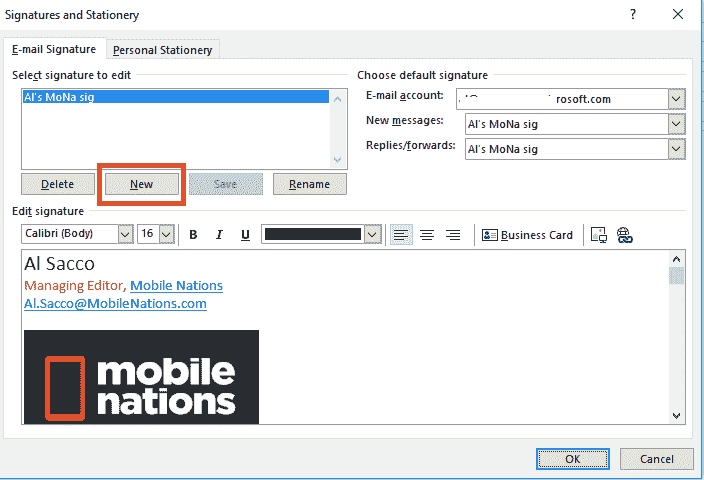 Signatures and Stationery
E-mail Signature Personal Stationery
Select signature to edit
Al's MoNa sig
Delete New Save Rename
Choose default signature
E-mail account: rosoft.com
New messages: Al's MoNa sig
Replies/forwards: Al's MoNa sig
Edit signature
Calibri (Body) 16 B I U Business Card
Al Sacco
Managing Editor, Mobile Nations
Al.Sacco@MobileNations.com
mobile
nations
OK Cancel